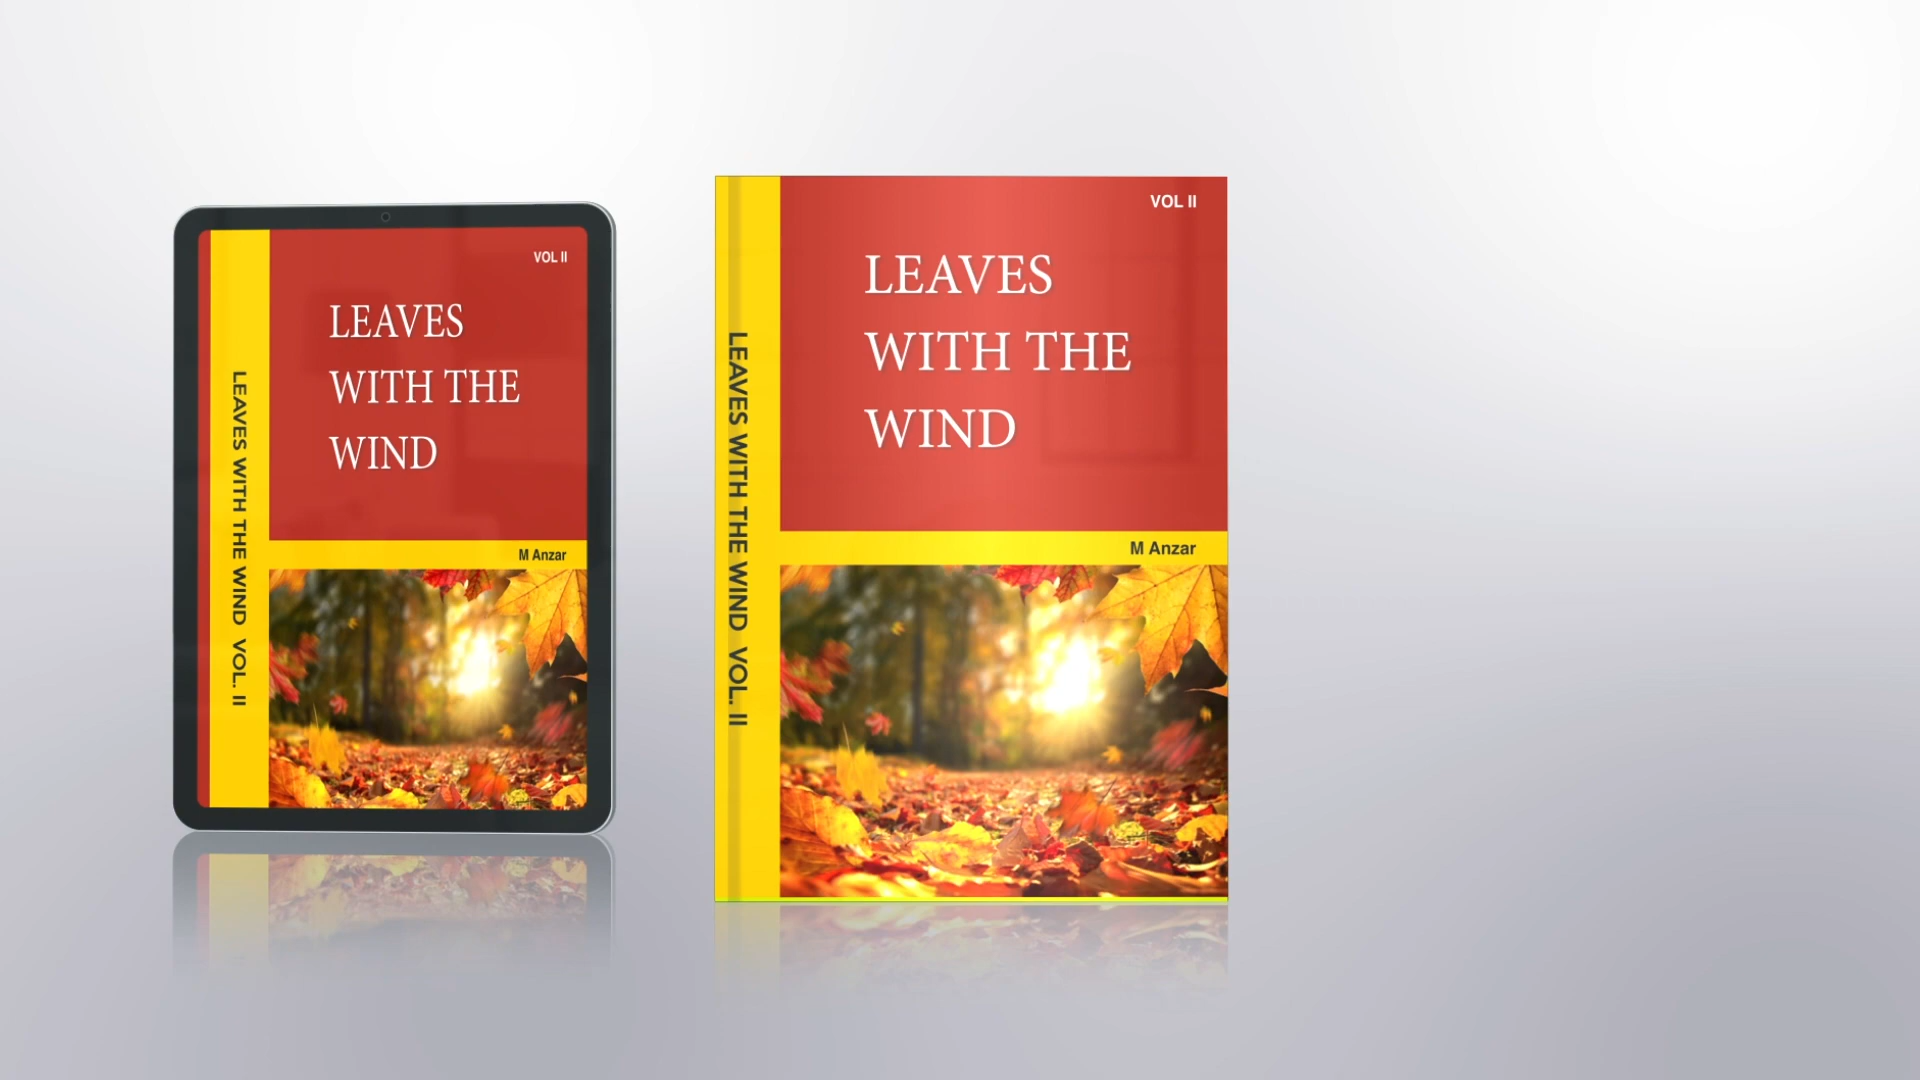 VOL II
LEAVES
WITH THE
WIND
M Anzar
LEAVES WITH THE WIND VOL. II
VOL II
LEAVES
WITH THE
WIND
M Anzar
LEAVES WITH THE WIND VOL. II